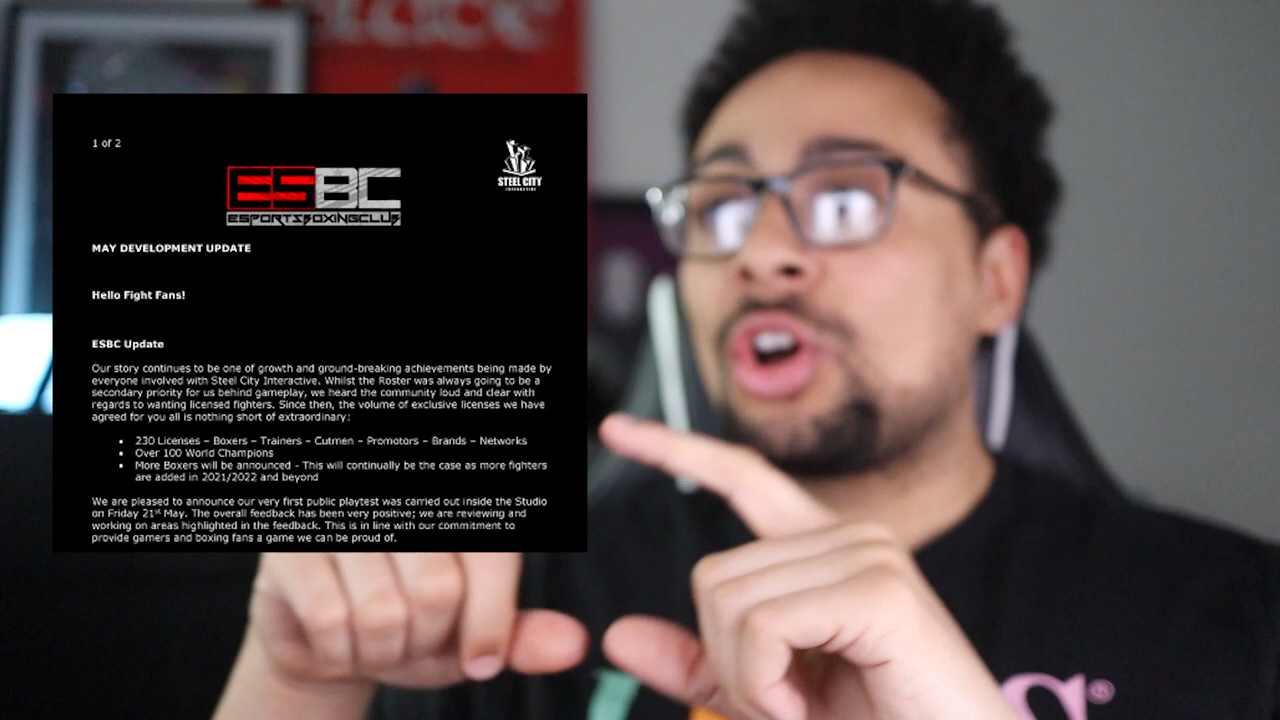 1 of 2
STEEL CITY
INTERACTIVE
ESBC
ESPORTSBOXINGCLUB
MAY DEVELOPMENT UPDATE
Hello Fight Fans!
ESBC Update
Our story continues to be one of growth and ground-breaking achievements being made by
everyone involved with Steel City Interactive. Whilst the Roster was always going to be a
secondary priority for us behind gameplay, we heard the community loud and clear with
regards to wanting licensed fighters. Since then, the volume of exclusive licenses we have
agreed for you all is nothing short of extraordinary:
• 230 Licenses – Boxers – Trainers – Cutmen – Promotors – Brands – Networks
• Over 100 World Champions
• More Boxers will be announced - This will continually be the case as more fighters
are added in 2021/2022 and beyond
We are pleased to announce our very first public playtest was carried out inside the Studio
on Friday 21st May. The overall feedback has been very positive; we are reviewing and
working on areas highlighted in the feedback. This is in line with our commitment to
provide gamers and boxing fans a game we can be proud of.